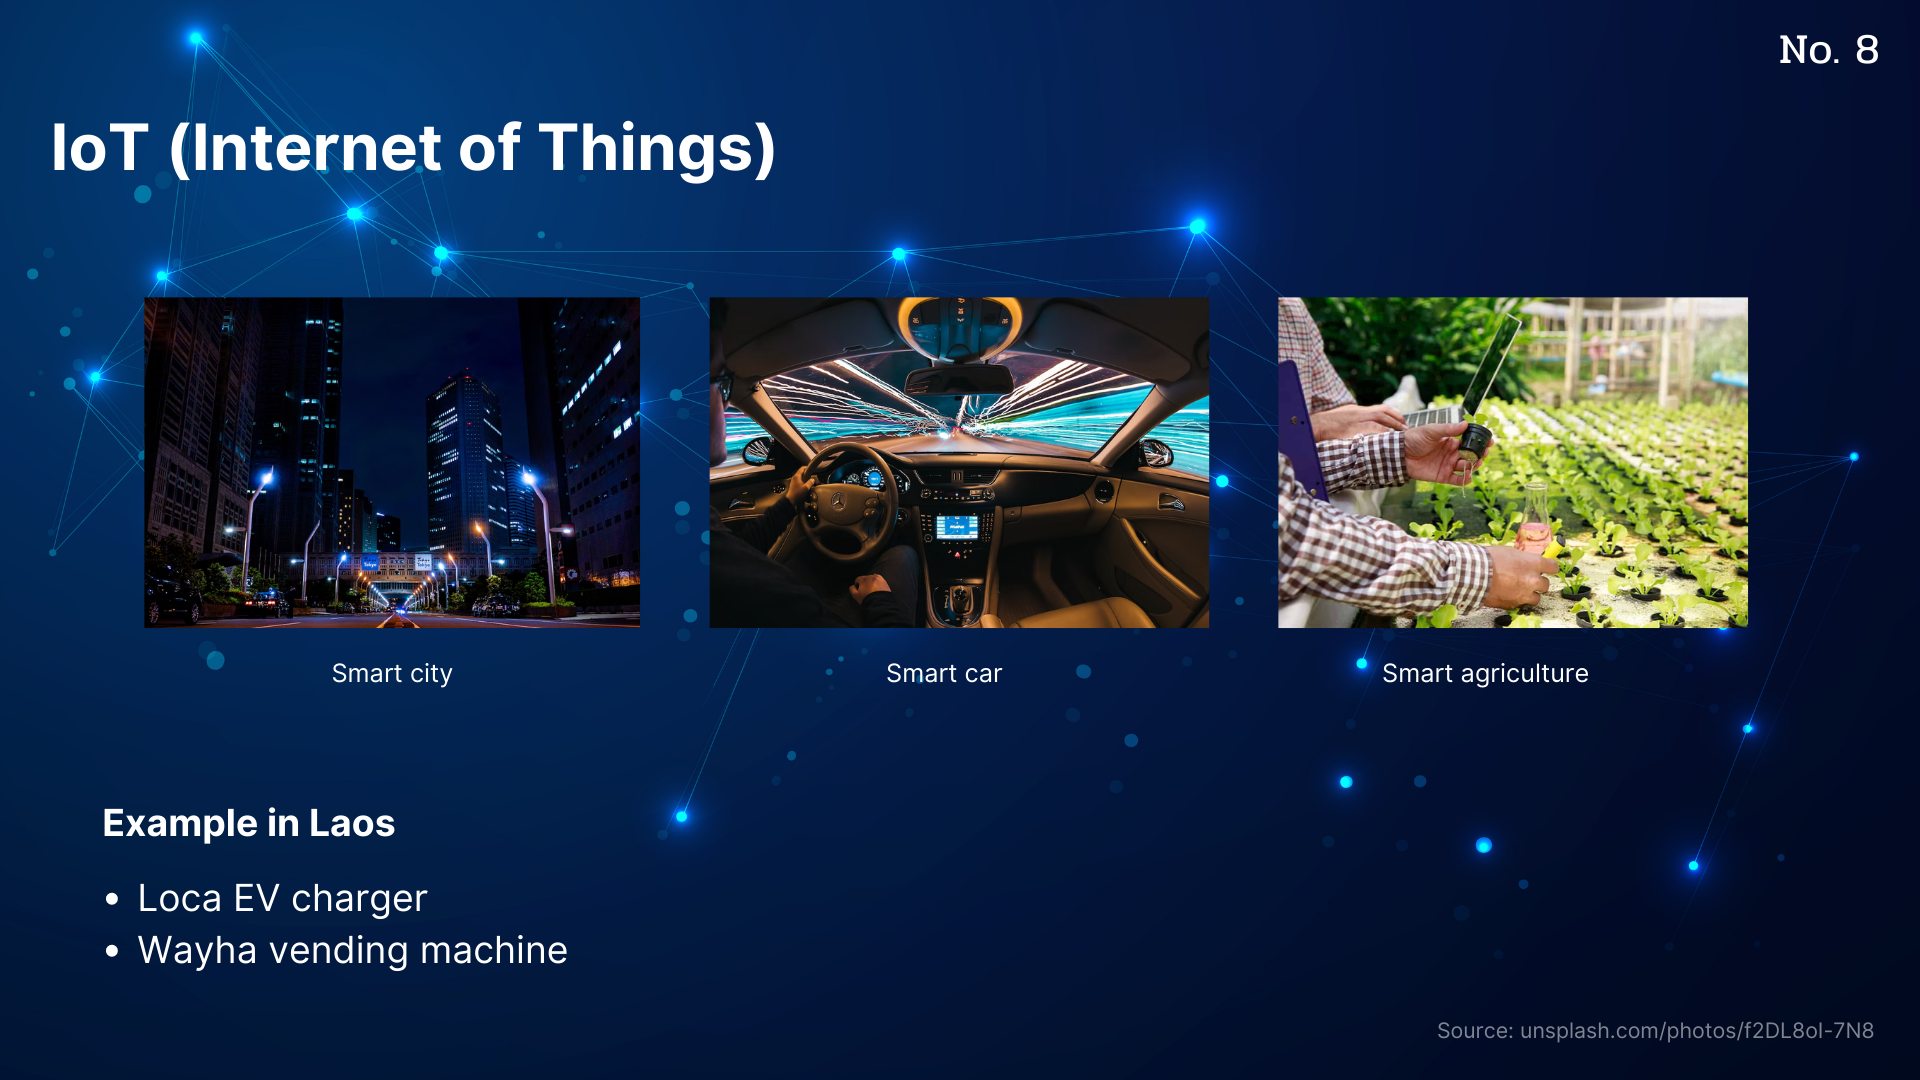 No. 8
IoT (Internet of Things)
Smart city
Smart car
Smart agriculture
Example in Laos
• Loca EV charger
• Wayha vending machine
Source: unsplash.com/photos/f2DL8ol-7N8